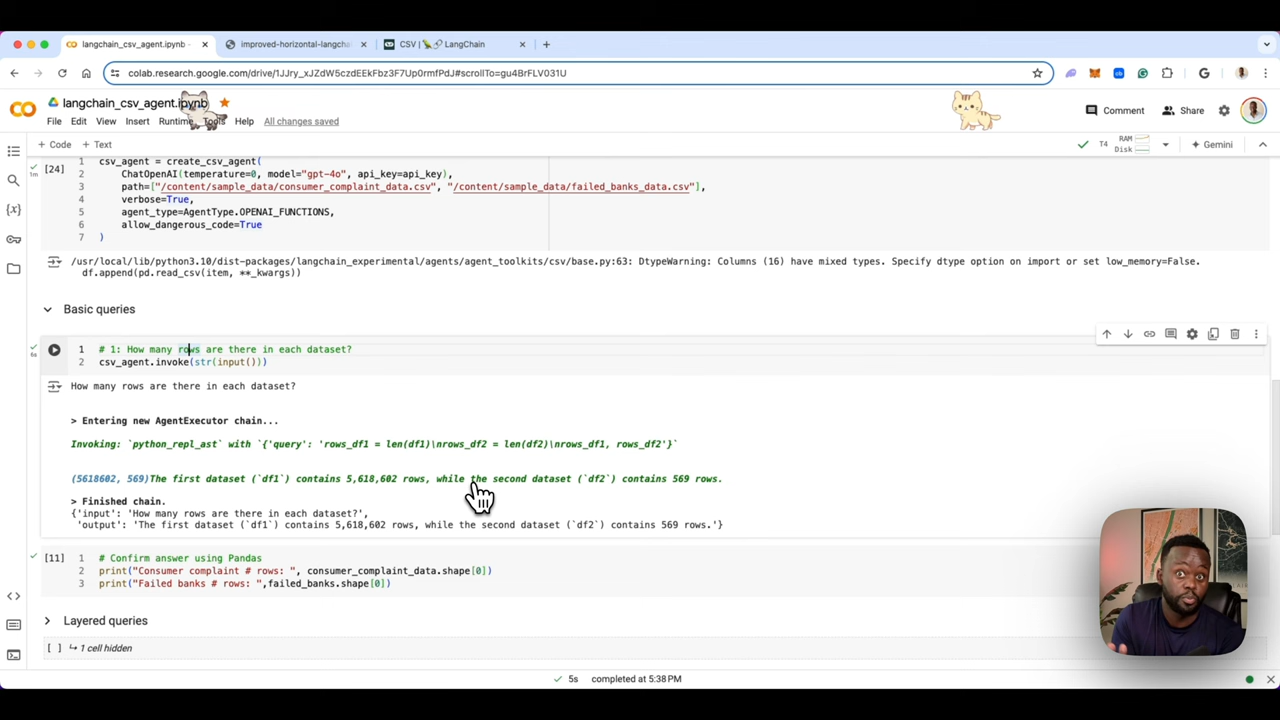 langchain_csv_agent.ipynb -
improved-horizontal-langcha
CSV | 🦜🔗 LangChain
colab.research.google.com/drive/1JJry_xJZdW5czdEEkFbz3F7Up0rmfPdJ#scrollTo=gu4BrFLV031U
langchain_csv_agent.ipynb
File Edit View Insert Runtime Tools Help All changes saved
Comment Share
+ Code + Text
T4 RAM Disk Gemini
[24]
1 csv_agent = create_csv_agent(
2 ChatOpenAI(temperature=0, model="gpt-4o", api_key=api_key),
3 path=["/content/sample_data/consumer_complaint_data.csv", "/content/sample_data/failed_banks_data.csv"],
4 verbose=True,
5 agent_type=AgentType.OPENAI_FUNCTIONS,
6 allow_dangerous_code=True
7 )
1m
/usr/local/lib/python3.10/dist-packages/langchain_experimental/agents/agent_toolkits/csv/base.py:63: DtypeWarning: Columns (16) have mixed types. Specify dtype option on import or set low_memory=False.
df.append(pd.read_csv(item, **_kwargs))
Basic queries
1 # 1: How many rows are there in each dataset?
2 csv_agent.invoke(str(input()))
6s
How many rows are there in each dataset?
> Entering new AgentExecutor chain...
Invoking: `python_repl_ast` with `{'query': 'rows_df1 = len(df1)\nrows_df2 = len(df2)\nrows_df1, rows_df2'}`
(5618602, 569)The first dataset (`df1`) contains 5,618,602 rows, while the second dataset (`df2`) contains 569 rows.
> Finished chain.
{'input': 'How many rows are there in each dataset?',
'output': 'The first dataset (`df1`) contains 5,618,602 rows, while the second dataset (`df2`) contains 569 rows.'}
[11]
1 # Confirm answer using Pandas
2 print("Consumer complaint # rows: ", consumer_complaint_data.shape[0])
3 print("Failed banks # rows: ",failed_banks.shape[0])
Layered queries
[ ] ↳ 1 cell hidden
5s completed at 5:38PM